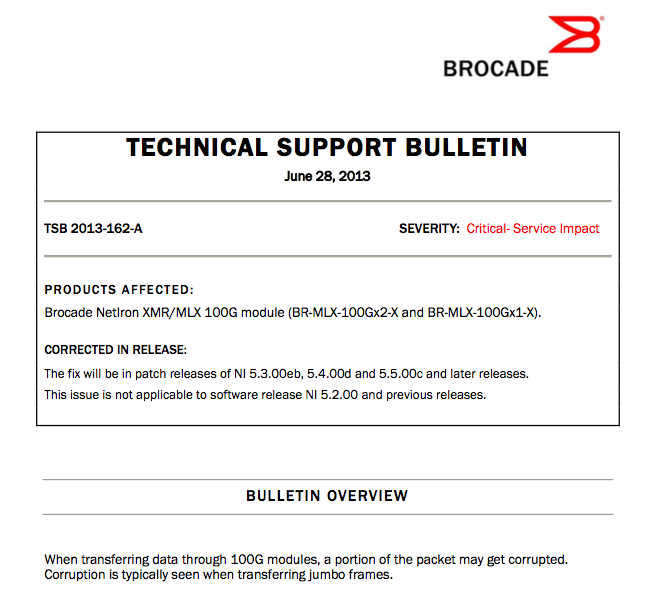 BROCADE
TECHNICAL SUPPORT BULLETIN
June 28, 2013
TSB 2013-162-A SEVERITY: Critical- Service Impact
PRODUCTS AFFECTED:
Brocade NetIron XMR/MLX 100G module (BR-MLX-100Gx2-X and BR-MLX-100Gx1-X).
CORRECTED IN RELEASE:
The fix will be in patch releases of NI 5.3.00eb, 5.4.00d and 5.5.00c and later releases.
This issue is not applicable to software release NI 5.2.00 and previous releases.
BULLETIN OVERVIEW
When transferring data through 100G modules, a portion of the packet may get corrupted.
Corruption is typically seen when transferring jumbo frames.